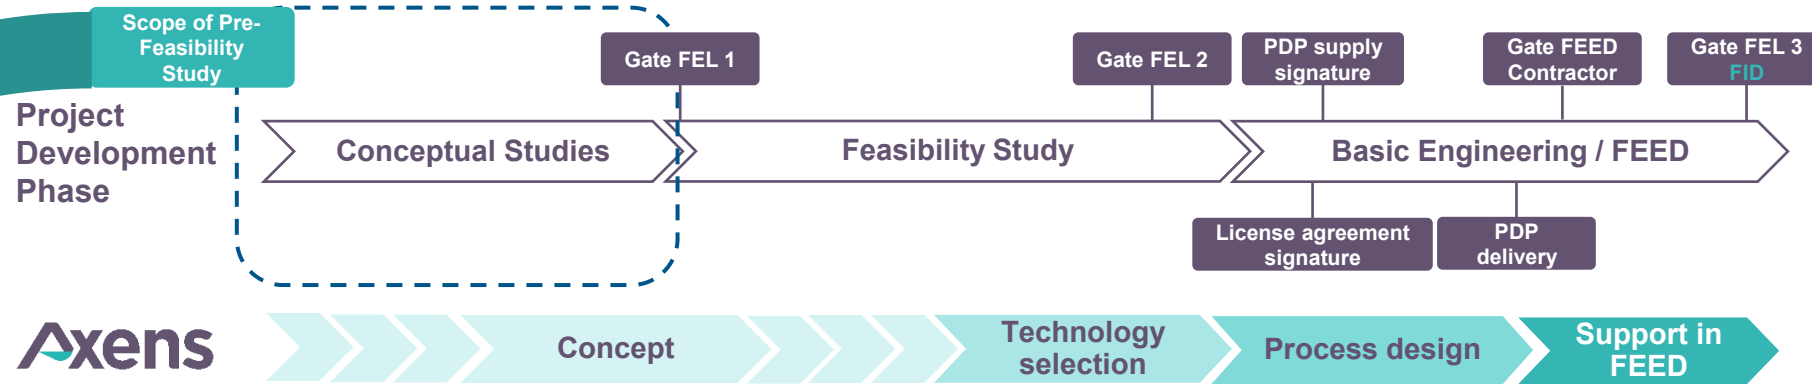 Scope of Pre-
Feasibility
Study
Gate FEL 1
Gate FEL 2
PDP supply
signature
Gate FEED
Contractor
Gate FEL 3
FID
Project
Development
Phase
Conceptual Studies
Feasibility Study
Basic Engineering / FEED
License agreement
signature
PDP
delivery
Axens
Concept
Technology
selection
Process design
Support in
FEED